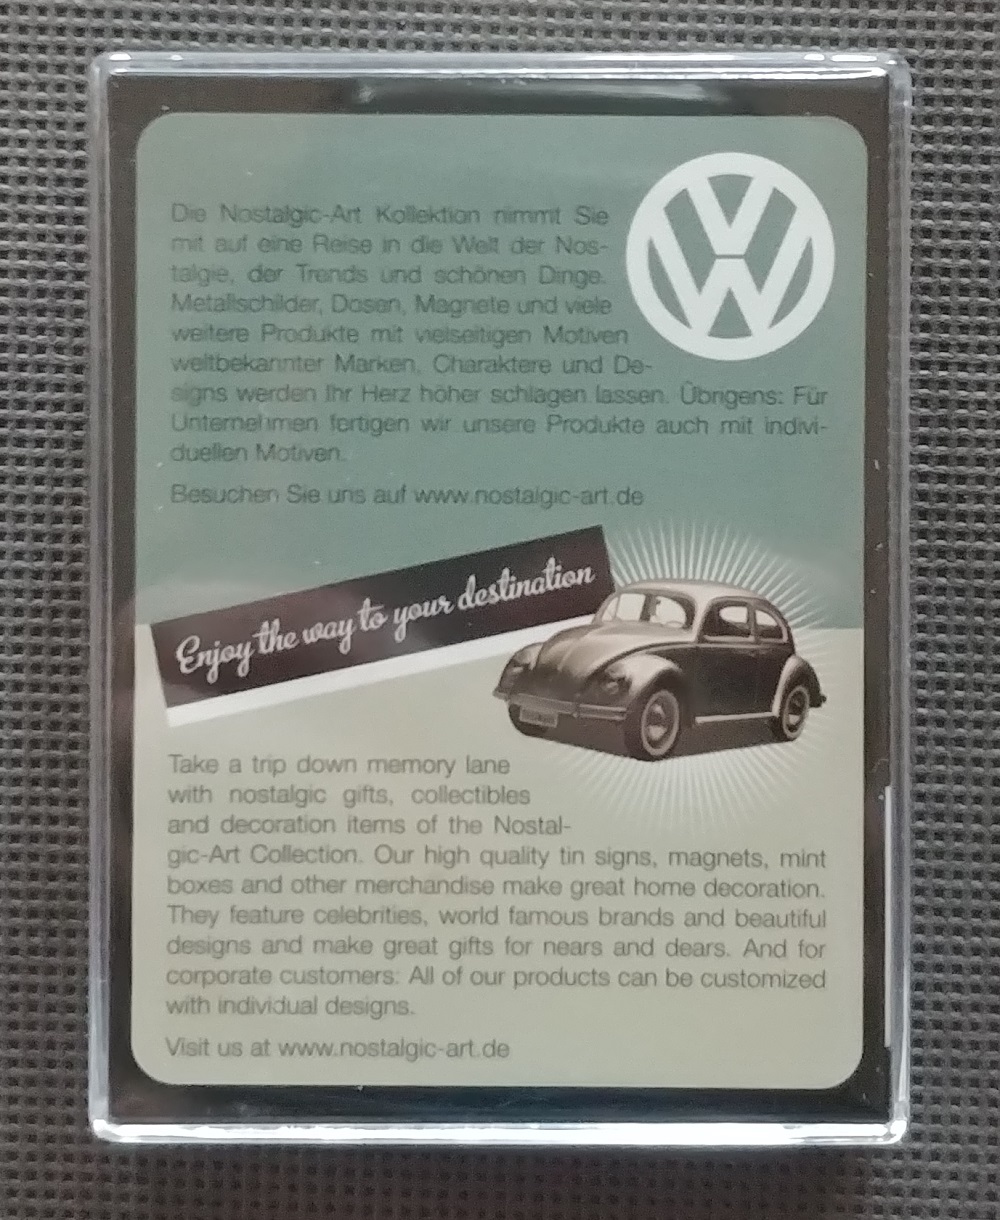 Die Nostalgic-Art Kollektion nimmt Sie
mit auf eine Reise in die Welt der Nos-
talgie, der Trends und schönen Dinge.
Metallschilder, Dosen, Magnete und viele
weitere Produkte mit vielseitigen Motiven
weltbekannter Marken, Charaktere und De-
signs werden Ihr Herz höher schlagen lassen. Übrigens: Für
Unternehmen fertigen wir unsere Produkte auch mit indivi-
duellen Motiven.
Besuchen Sie uns auf www.nostalgic-art.de
VW
Enjoy the way to your destination
Take a trip down memory lane
with nostalgic gifts, collectibles
and decoration items of the Nostal-
gic-Art Collection. Our high quality tin signs, magnets, mint
boxes and other merchandise make great home decoration.
They feature celebrities, world famous brands and beautiful
designs and make great gifts for nears and dears. And for
corporate customers: All of our products can be customized
with individual designs.
Visit us at www.nostalgic-art.de